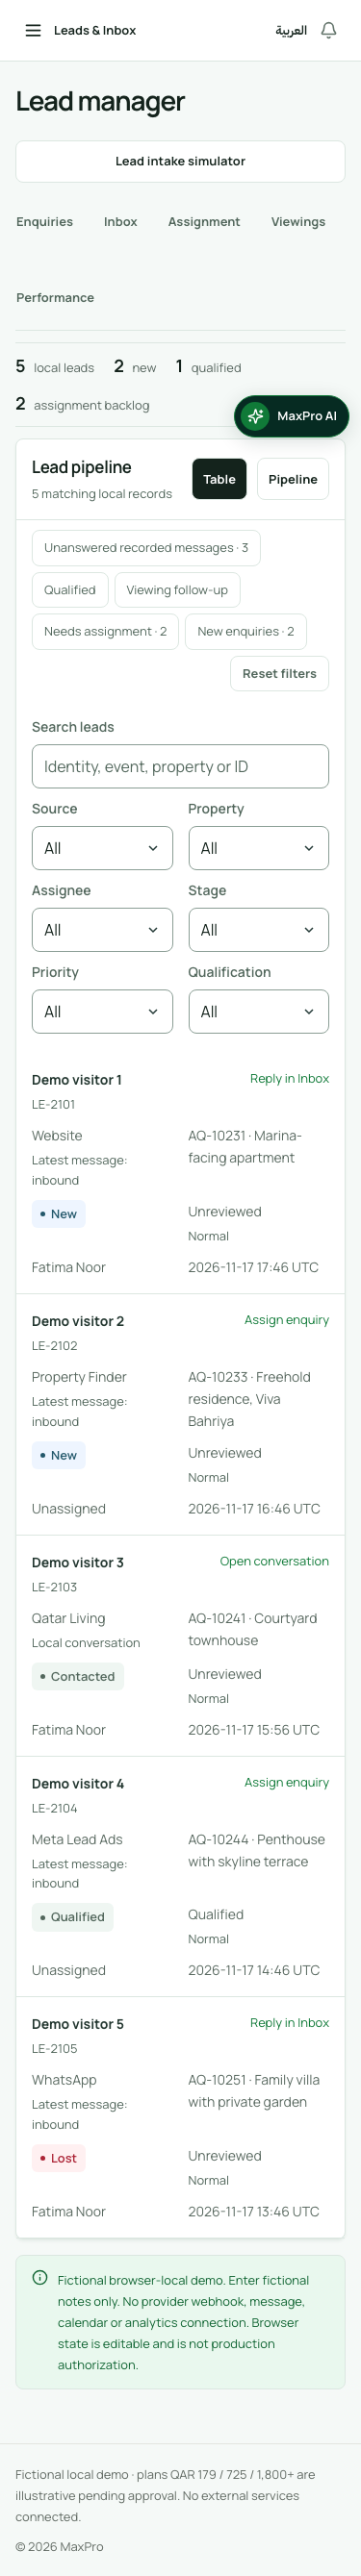 Leads & Inbox
العربية
Lead manager
Lead intake simulator
Enquiries Inbox Assignment Viewings
Performance
5 local leads 2 new 1 qualified
2 assignment backlog
MaxPro AI
Lead pipeline
5 matching local records
Table Pipeline
Unanswered recorded messages · 3
Qualified Viewing follow-up
Needs assignment · 2 New enquiries · 2
Reset filters
Search leads
Identity, event, property or ID
Source Property
All All
Assignee Stage
All All
Priority Qualification
All All
Demo visitor 1 Reply in Inbox
LE-2101
Website
Latest message:
inbound
AQ-10231 · Marina-
facing apartment
New
Unreviewed
Normal
Fatima Noor 2026-11-17 17:46 UTC
Demo visitor 2 Assign enquiry
LE-2102
Property Finder
Latest message:
inbound
AQ-10233 · Freehold
residence, Viva
Bahriya
New
Unreviewed
Normal
Unassigned 2026-11-17 16:46 UTC
Demo visitor 3 Open conversation
LE-2103
Qatar Living
Local conversation
AQ-10241 · Courtyard
townhouse
Contacted
Unreviewed
Normal
Fatima Noor 2026-11-17 15:56 UTC
Demo visitor 4 Assign enquiry
LE-2104
Meta Lead Ads
Latest message:
inbound
AQ-10244 · Penthouse
with skyline terrace
Qualified
Qualified
Normal
Unassigned 2026-11-17 14:46 UTC
Demo visitor 5 Reply in Inbox
LE-2105
WhatsApp
Latest message:
inbound
AQ-10251 · Family villa
with private garden
Lost
Unreviewed
Normal
Fatima Noor 2026-11-17 13:46 UTC
Fictional browser-local demo. Enter fictional
notes only. No provider webhook, message,
calendar or analytics connection. Browser
state is editable and is not production
authorization.
Fictional local demo · plans QAR 179 / 725 / 1,800+ are
illustrative pending approval. No external services
connected.
© 2026 MaxPro